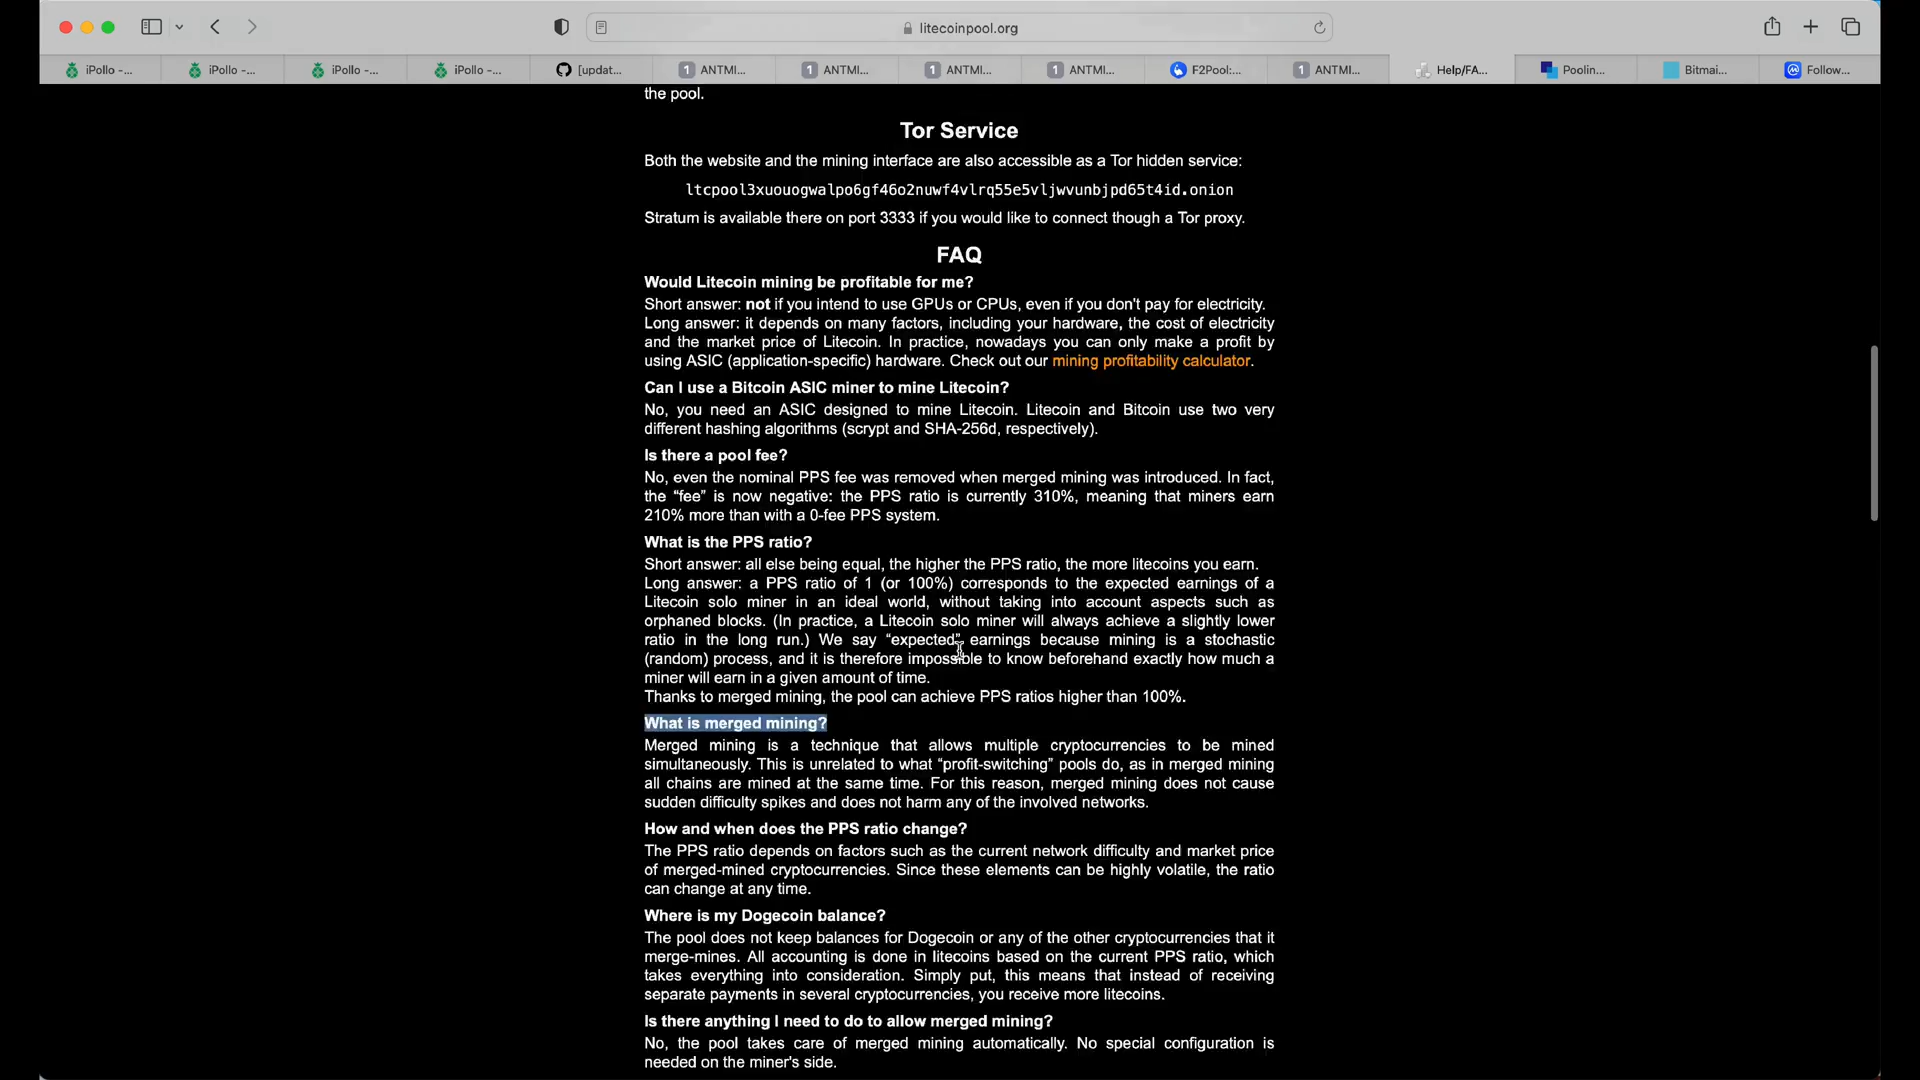 litecoinpool.org
iPollo -...
iPollo -...
iPollo -...
iPollo -...
[updat...
1 ANTMI...
1 ANTMI...
1 ANTMI...
1 ANTMI...
F2Pool:...
1 ANTMI...
Help/FA...
Poolin...
Bitmai...
Follow...
the pool.
Tor Service
Both the website and the mining interface are also accessible as a Tor hidden service:
ltcpool3xuouogwalpo6gf46o2nuwf4vlrq55e5vljwvunbjpd65t4id.onion
Stratum is available there on port 3333 if you would like to connect though a Tor proxy.
FAQ
Would Litecoin mining be profitable for me?
Short answer: not if you intend to use GPUs or CPUs, even if you don't pay for electricity.
Long answer: it depends on many factors, including your hardware, the cost of electricity
and the market price of Litecoin. In practice, nowadays you can only make a profit by
using ASIC (application-specific) hardware. Check out our mining profitability calculator.
Can I use a Bitcoin ASIC miner to mine Litecoin?
No, you need an ASIC designed to mine Litecoin. Litecoin and Bitcoin use two very
different hashing algorithms (scrypt and SHA-256d, respectively).
Is there a pool fee?
No, even the nominal PPS fee was removed when merged mining was introduced. In fact,
the “fee” is now negative: the PPS ratio is currently 310%, meaning that miners earn
210% more than with a 0-fee PPS system.
What is the PPS ratio?
Short answer: all else being equal, the higher the PPS ratio, the more litecoins you earn.
Long answer: a PPS ratio of 1 (or 100%) corresponds to the expected earnings of a
Litecoin solo miner in an ideal world, without taking into account aspects such as
orphaned blocks. (In practice, a Litecoin solo miner will always achieve a slightly lower
ratio in the long run.) We say “expected” earnings because mining is a stochastic
(random) process, and it is therefore impossible to know beforehand exactly how much a
miner will earn in a given amount of time.
Thanks to merged mining, the pool can achieve PPS ratios higher than 100%.
What is merged mining?
Merged mining is a technique that allows multiple cryptocurrencies to be mined
simultaneously. This is unrelated to what “profit-switching” pools do, as in merged mining
all chains are mined at the same time. For this reason, merged mining does not cause
sudden difficulty spikes and does not harm any of the involved networks.
How and when does the PPS ratio change?
The PPS ratio depends on factors such as the current network difficulty and market price
of merged-mined cryptocurrencies. Since these elements can be highly volatile, the ratio
can change at any time.
Where is my Dogecoin balance?
The pool does not keep balances for Dogecoin or any of the other cryptocurrencies that it
merge-mines. All accounting is done in litecoins based on the current PPS ratio, which
takes everything into consideration. Simply put, this means that instead of receiving
separate payments in several cryptocurrencies, you receive more litecoins.
Is there anything I need to do to allow merged mining?
No, the pool takes care of merged mining automatically. No special configuration is
needed on the miner's side.